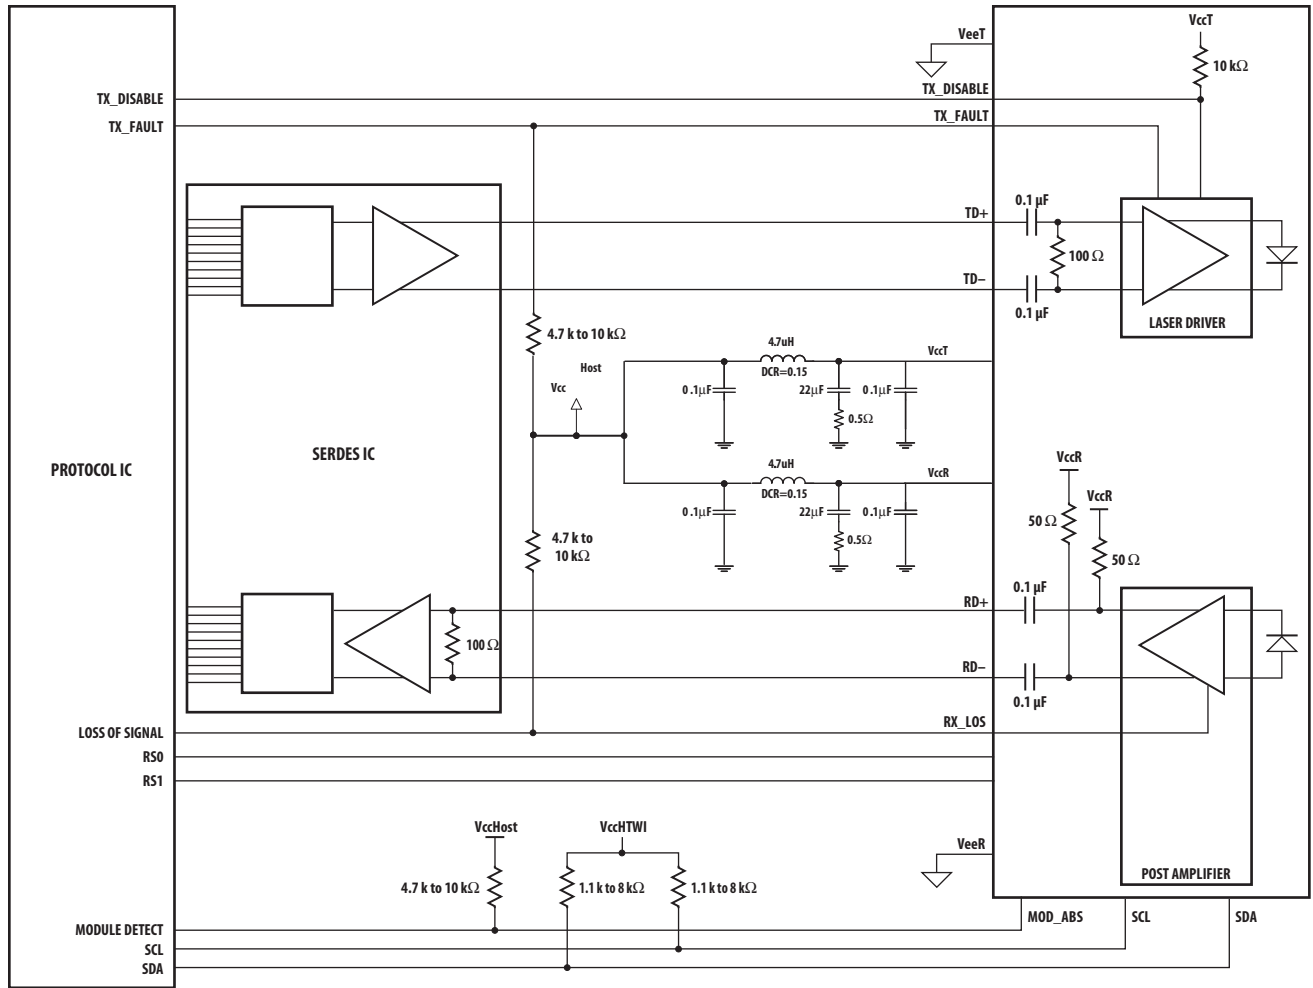 VccT
VeeT
10 kΩ
TX_DISABLE
TX_DISABLE
TX_FAULT
TX_FAULT
0.1 µF
TD+
100 Ω
TD–
0.1 µF
LASER DRIVER
4.7 k to 10 kΩ
4.7uH
DCR=0.15
VccT
Host
Vcc
0.1µF
22µF
0.1µF
0.5Ω
SERDES IC
PROTOCOL IC
VccR
4.7uH
DCR=0.15
VccR
VccR
0.1µF
22µF
0.1µF
50 Ω
4.7 k to
10 kΩ
0.5Ω
50 Ω
0.1 µF
RD+
100 Ω
RD–
0.1 µF
LOSS OF SIGNAL
RX_LOS
RS0
RS1
VccHost
VccHTWI
VeeR
4.7 k to 10 kΩ
1.1 k to 8 kΩ
1.1 k to 8 kΩ
POST AMPLIFIER
MOD_ABS
SCL
SDA
MODULE DETECT
SCL
SDA